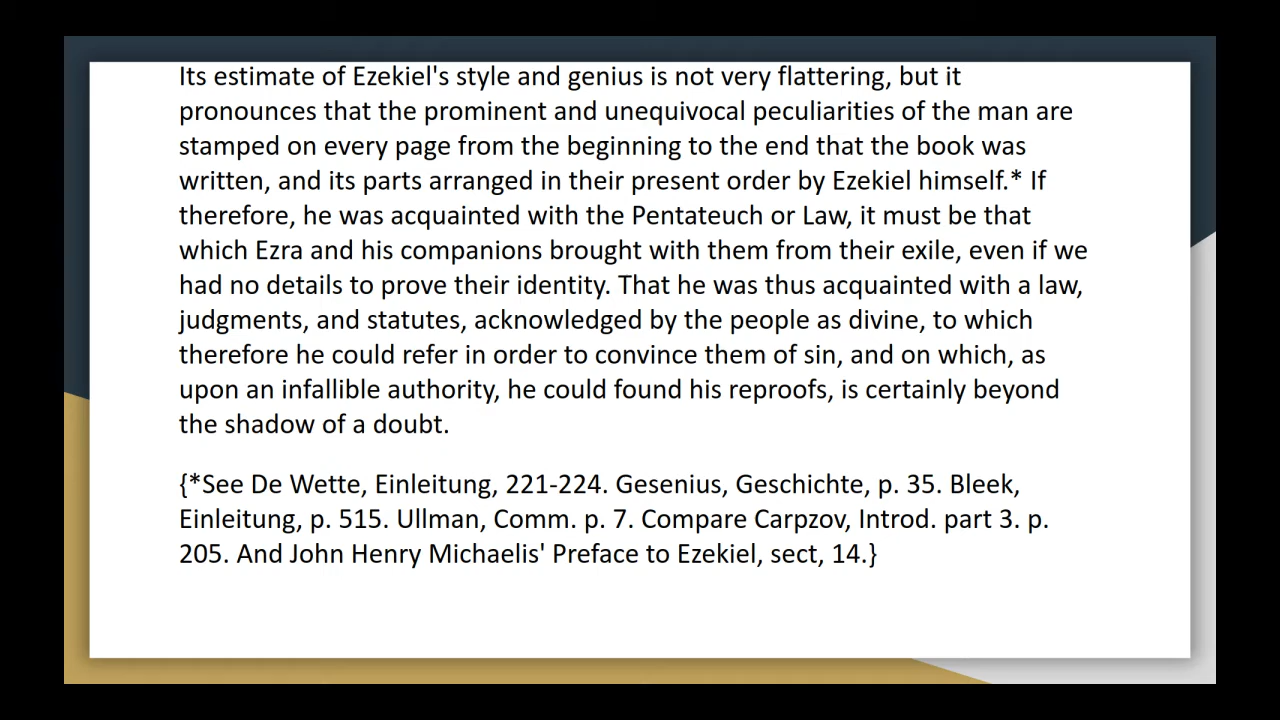 Its estimate of Ezekiel's style and genius is not very flattering, but it
pronounces that the prominent and unequivocal peculiarities of the man are
stamped on every page from the beginning to the end that the book was
written, and its parts arranged in their present order by Ezekiel himself.* If
therefore, he was acquainted with the Pentateuch or Law, it must be that
which Ezra and his companions brought with them from their exile, even if we
had no details to prove their identity. That he was thus acquainted with a law,
judgments, and statutes, acknowledged by the people as divine, to which
therefore he could refer in order to convince them of sin, and on which, as
upon an infallible authority, he could found his reproofs, is certainly beyond
the shadow of a doubt.
{*See De Wette, Einleitung, 221-224. Gesenius, Geschichte, p. 35. Bleek,
Einleitung, p. 515. Ullman, Comm. p. 7. Compare Carpzov, Introd. part 3. p.
205. And John Henry Michaelis' Preface to Ezekiel, sect, 14.}